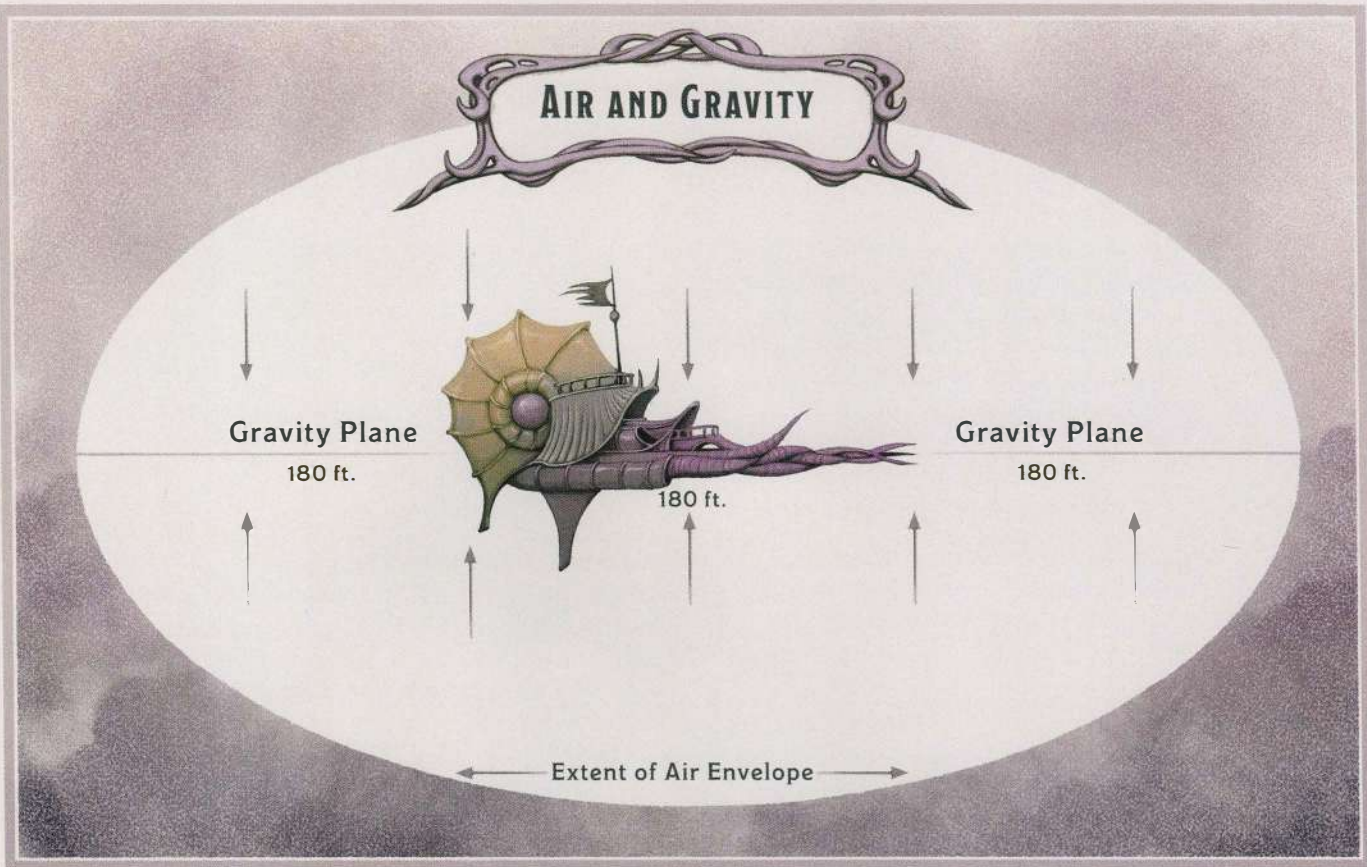 AIR AND GRAVITY
Gravity Plane
180 ft.
180 ft.
Gravity Plane
180 ft.
Extent of Air Envelope